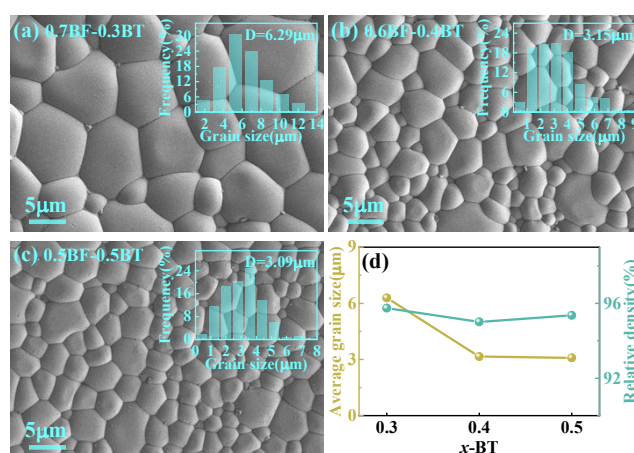 (a) 0.7BF-0.3BT
D=6.29μm
Frequency(%)
30
24
18
12
6
0
2 4 6 8 10 12 14
Grain size(μm)
5μm
(b) 0.6BF-0.4BT
D=3.15μm
Frequency(%)
24
18
12
6
0
1 2 3 4 5 6 7 8 9
Grain size(μm)
5μm
(c) 0.5BF-0.5BT
D=3.09μm
Frequency(%)
24
16
8
0
0 1 2 3 4 5 6 7 8
Grain size(μm)
5μm
(d)
Average grain size(μm)
9
6
3
0
Relative density(%)
96
92
0.3 0.4 0.5
x-BT